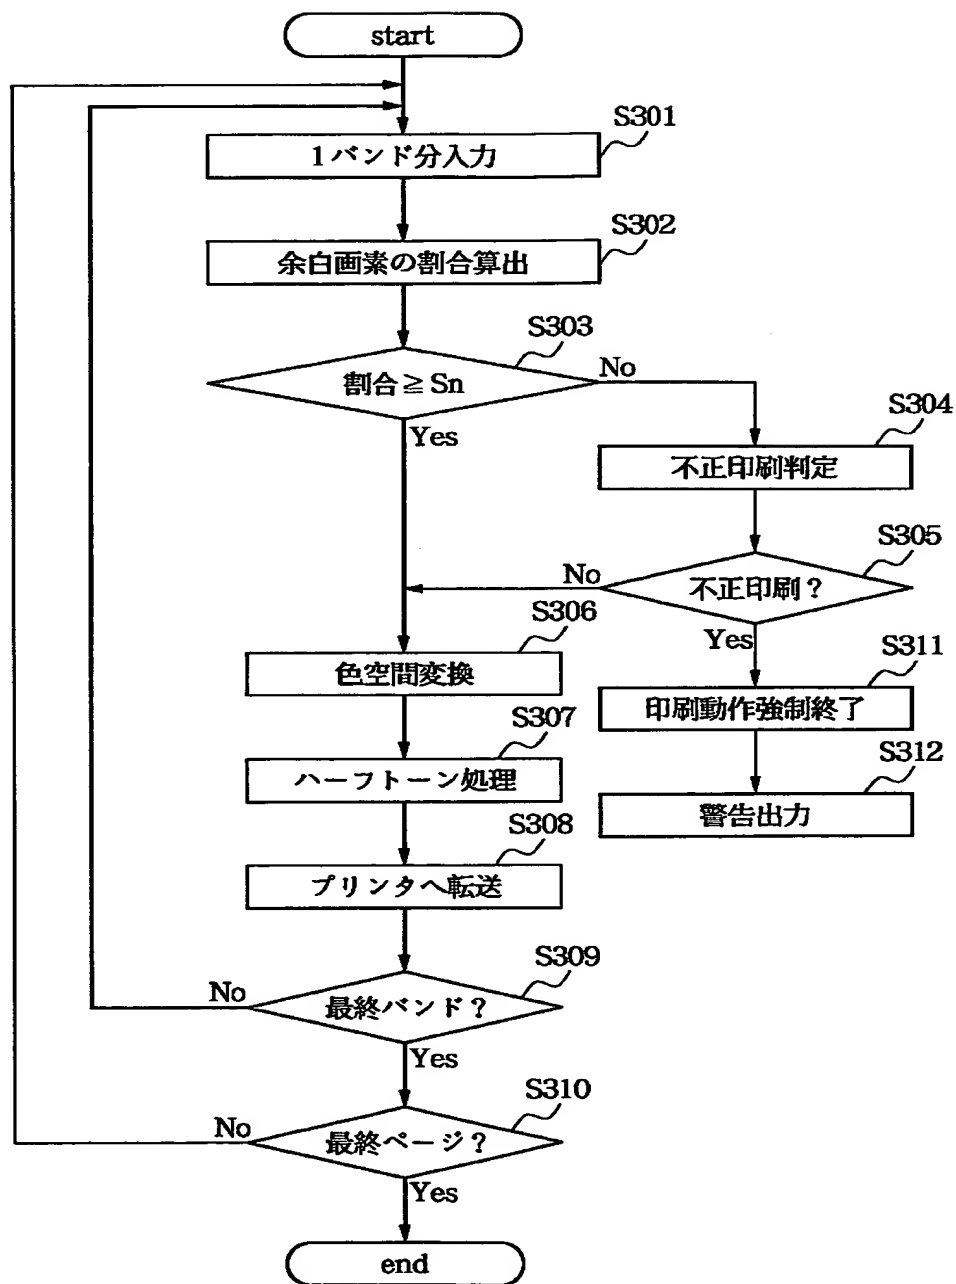 start
S301
1バンド分入力
S302
余白画素の割合算出
S303
割合≧Sn
No
Yes
S304
不正印刷判定
S305
不正印刷?
No
Yes
S306
色空間変換
S311
印刷動作強制終了
S307
ハーフトーン処理
S312
警告出力
S308
プリンタへ転送
S309
最終バンド?
No
Yes
S310
最終ページ?
No
Yes
end